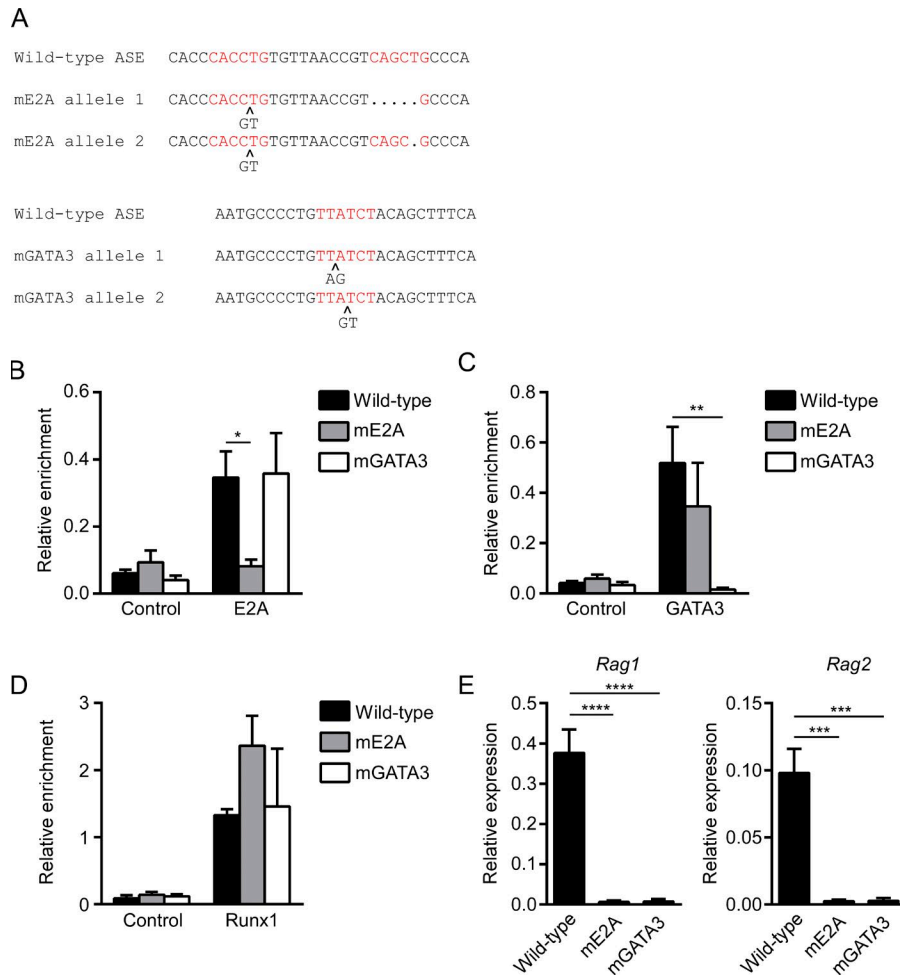 A
Wild-type ASE CACCCACCTGTGTTAACCGTCAGCTGCCCA
mE2A allele 1 CACCCACCTGTGTTAACCGT.....GCCCA
^
GT
mE2A allele 2 CACCCACCTGTGTTAACCGTCAGC.GCCCA
^
GT
Wild-type ASE AATGCCCCTGTTATCTACAGCTTTCA
mGATA3 allele 1 AATGCCCCTGTTATCTACAGCTTTCA
^
AG
mGATA3 allele 2 AATGCCCCTGTTATCTACAGCTTTCA
^
GT
B
Relative enrichment
0.6
0.4
0.2
0.0
*
Control E2A
Wild-type
mE2A
mGATA3
C
Relative enrichment
0.8
0.6
0.4
0.2
0.0
**
Control GATA3
Wild-type
mE2A
mGATA3
D
Relative enrichment
3
2
1
0
Control Runx1
Wild-type
mE2A
mGATA3
E
Rag1
Relative expression
0.5
0.4
0.3
0.2
0.1
0.0
****
****
Wild-type mE2A mGATA3
Rag2
Relative expression
0.15
0.10
0.05
0.00
***
***
Wild-type mE2A mGATA3